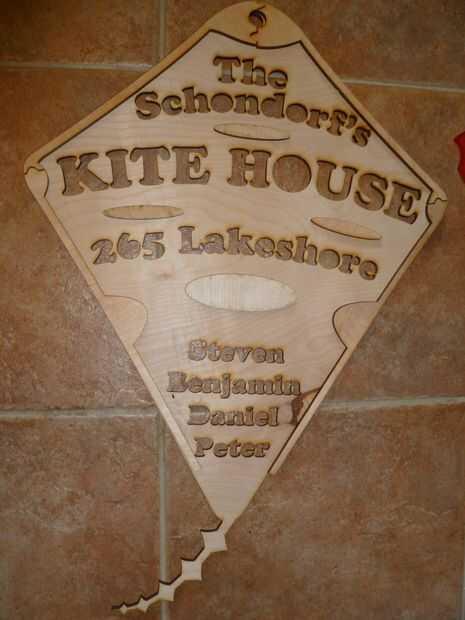 The
Schondorf's
KITE HOUSE
265 Lakeshore
Steven
Benjamin
Daniel
Peter